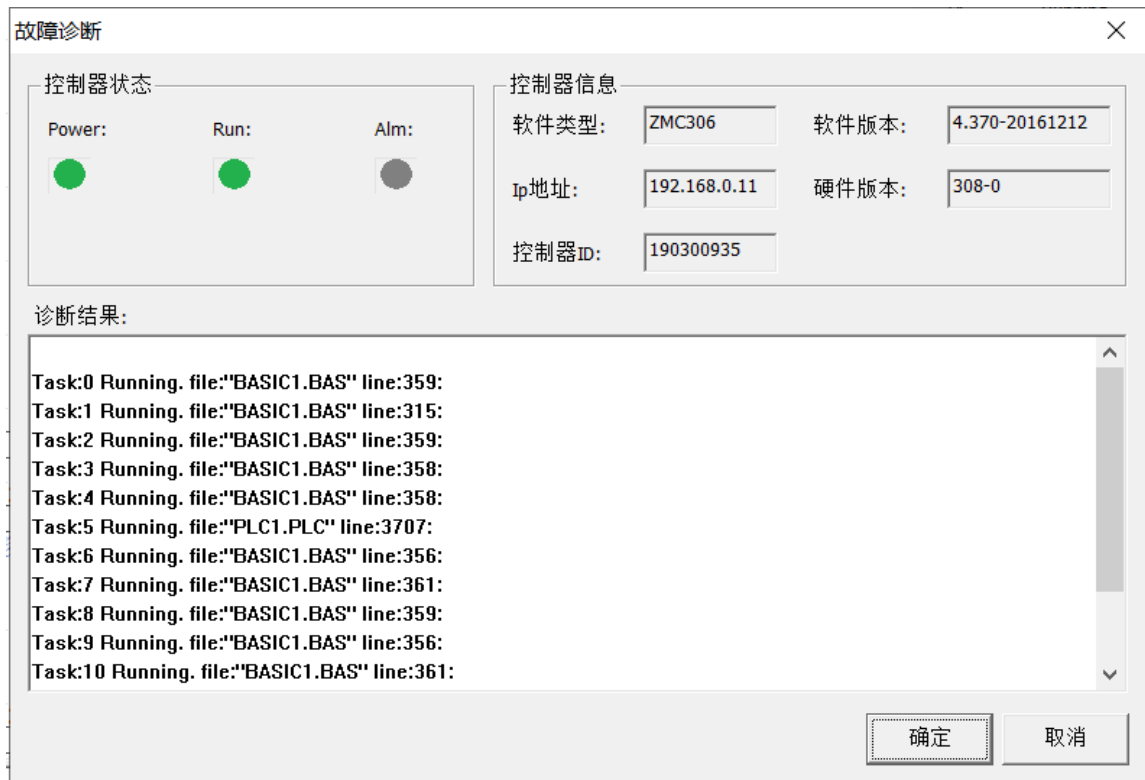 故障诊断
控制器状态
Power: Run: Alm:
控制器信息
软件类型: ZMC306 软件版本: 4.370-20161212
Ip地址: 192.168.0.11 硬件版本: 308-0
控制器ID: 190300935
诊断结果:
Task:0 Running. file:"BASIC1.BAS" line:359:
Task:1 Running. file:"BASIC1.BAS" line:315:
Task:2 Running. file:"BASIC1.BAS" line:359:
Task:3 Running. file:"BASIC1.BAS" line:358:
Task:4 Running. file:"BASIC1.BAS" line:358:
Task:5 Running. file:"PLC1.PLC" line:3707:
Task:6 Running. file:"BASIC1.BAS" line:356:
Task:7 Running. file:"BASIC1.BAS" line:361:
Task:8 Running. file:"BASIC1.BAS" line:359:
Task:9 Running. file:"BASIC1.BAS" line:356:
Task:10 Running. file:"BASIC1.BAS" line:361:
确定 取消